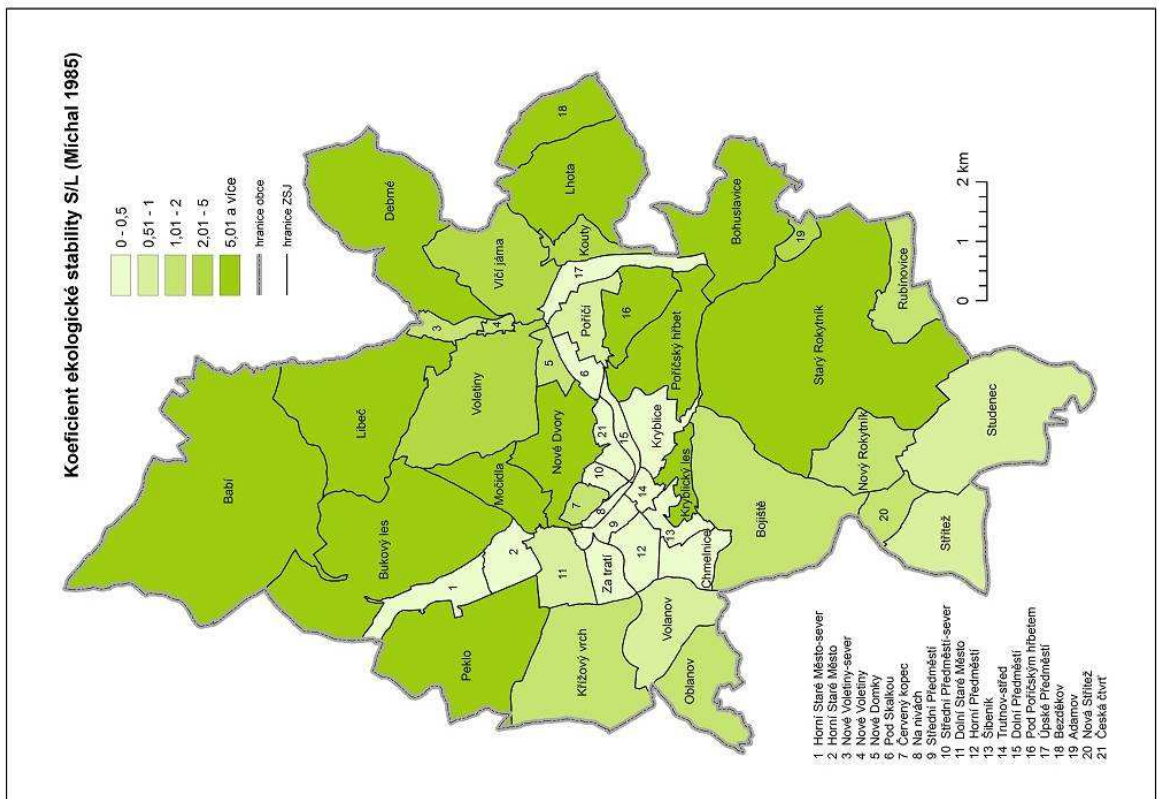 Koeficient ekologické stability S/L (Míchal 1985)
0 - 0,5
0,51 - 1
1,01 - 2
2,01 - 5
5,01 a více
hranice obce
hranice ZSJ
Babí
Debrné
Libeč
Bukový les
3
4
Vlčí jáma
18
Lhota
Voletiny
Močidla
Kouty
17
5
Poříčí
6
Nové Dvory
1
2
Peklo
16
Poříčský hřbet
Bohuslavice
19
21
15
10
7
8
9
Kryblice
14
Kryblický les
11
Za tratí
12
13
Chmelnice
Křížový vrch
Volanov
Oblanov
Bojiště
Starý Rokytník
Rubínovice
Nový Rokytník
20
Střítež
Studenec
0
1
2 km
1 Horní Staré Město-sever
2 Horní Staré Město
3 Nové Voletiny-sever
4 Nové Voletiny
5 Nové Domky
6 Pod Skalkou
7 Červený kopec
8 Na nivách
9 Střední Předměstí
10 Střední Předměstí-sever
11 Dolní Staré Město
12 Horní Předměstí
13 Šibeník
14 Trutnov-střed
15 Dolní Předměstí
16 Pod Poříčským hřbetem
17 Úpské Předměstí
18 Bezděkov
19 Adamov
20 Nová Střítež
21 Česká čtvrť